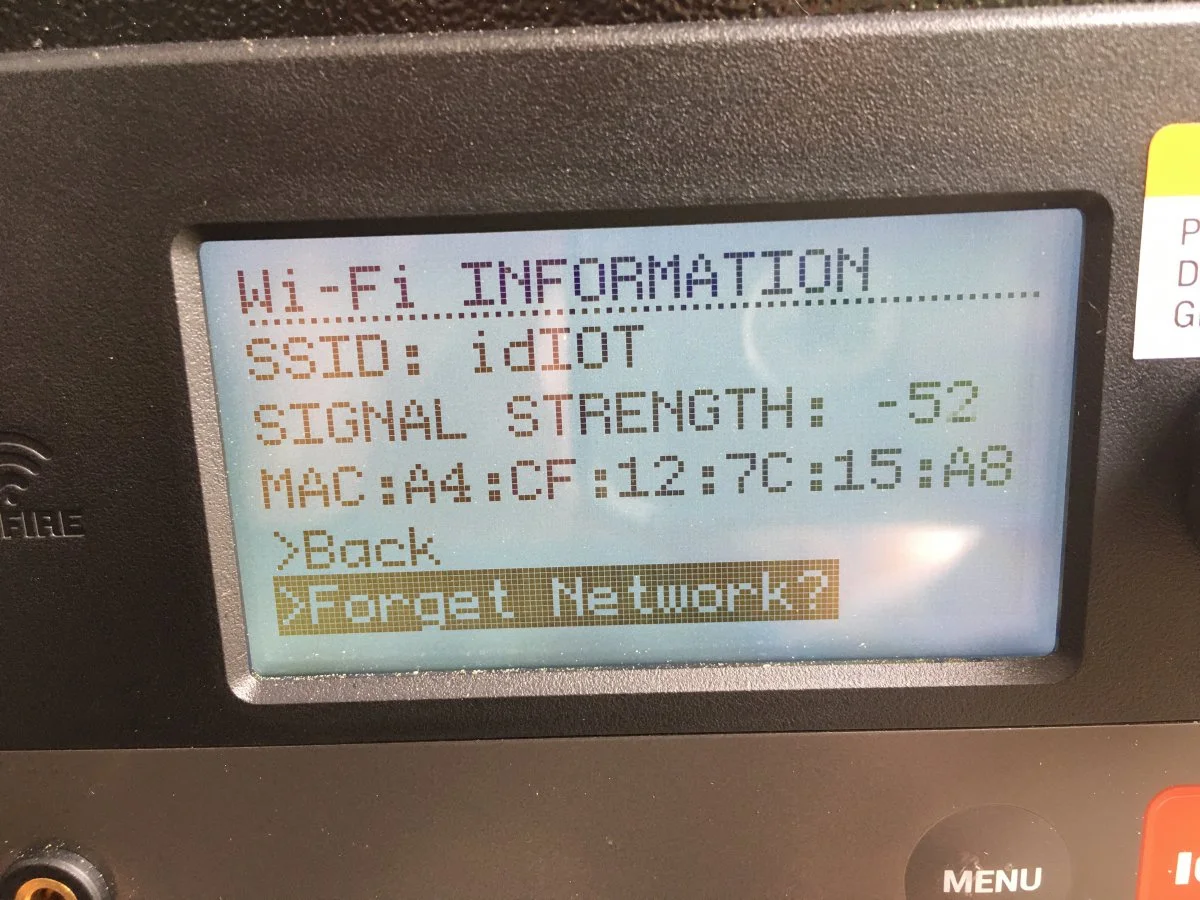 Wi-Fi INFORMATION
SSID: idIOT
SIGNAL STRENGTH: -52
MAC:A4:CF:12:7C:15:A8
>Back
>Forget Network?
FIRE
MENU